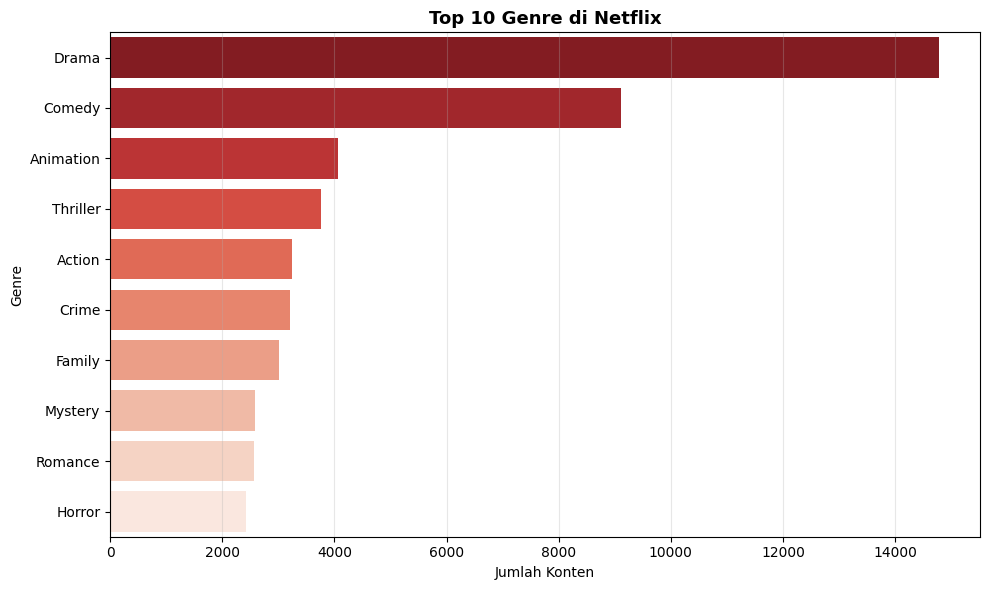 Top 10 Genre di Netflix
Genre
Drama
Comedy
Animation
Thriller
Action
Crime
Family
Mystery
Romance
Horror
0 2000 4000 6000 8000 10000 12000 14000
Jumlah Konten